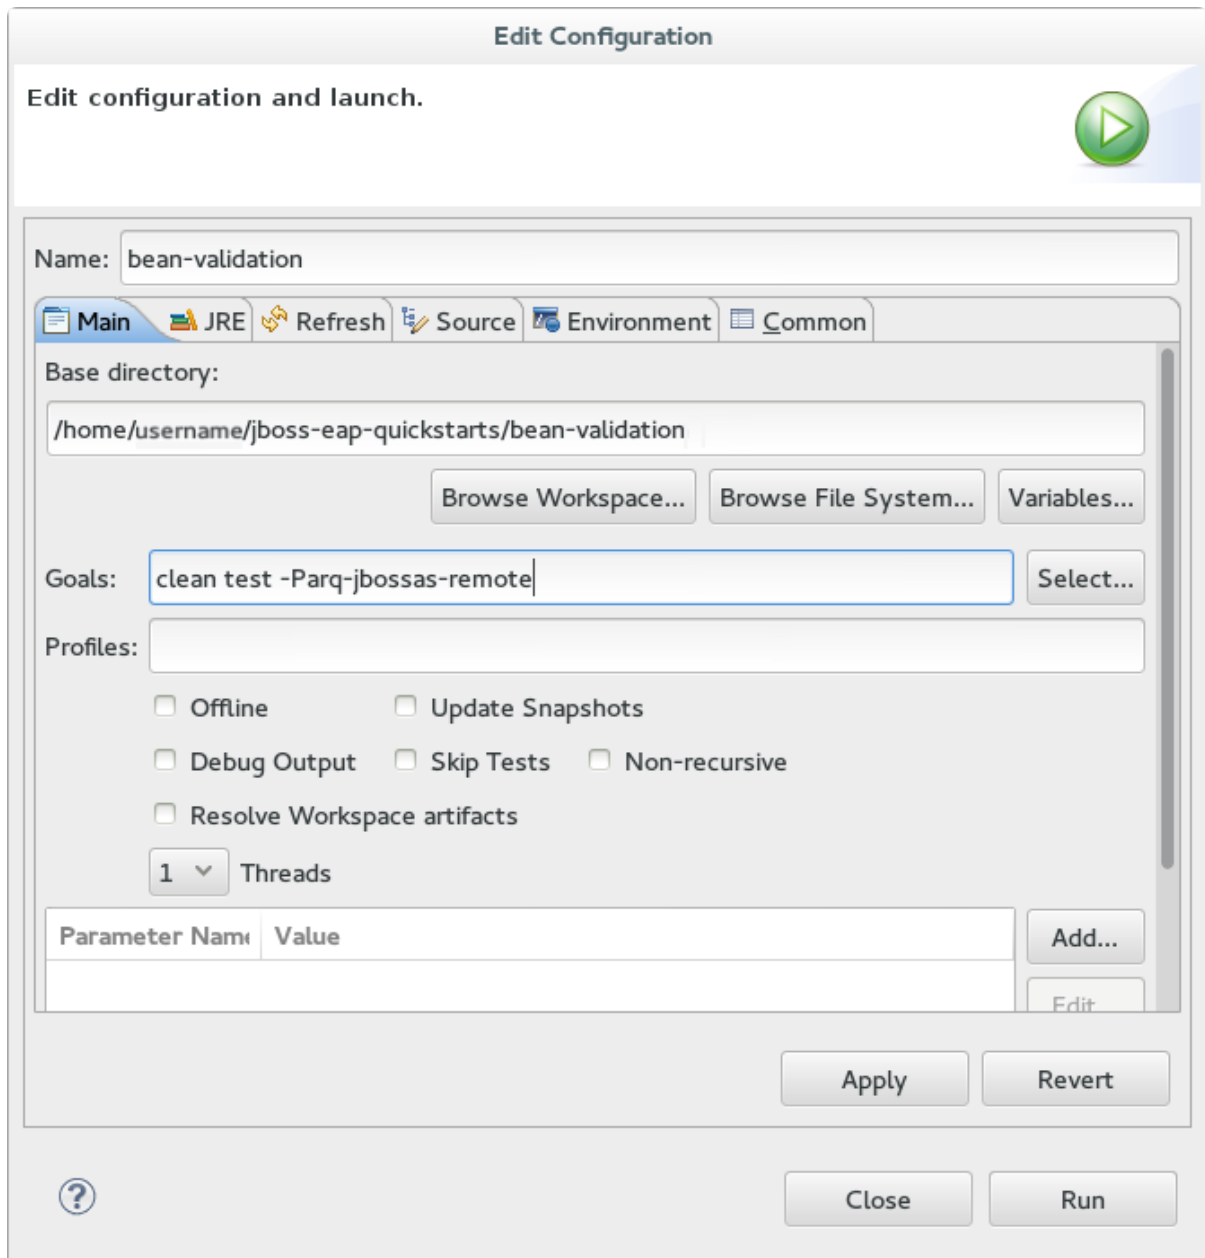 Edit Configuration
Edit configuration and launch.
Name: bean-validation
Main JRE Refresh Source Environment Common
Base directory:
/home/username/jboss-eap-quickstarts/bean-validation
Browse Workspace... Browse File System... Variables...
Goals: clean test -Parq-jbossas-remote Select...
Profiles:
Offline Update Snapshots
Debug Output Skip Tests Non-recursive
Resolve Workspace artifacts
1 Threads
Parameter Name Value Add...
Edit
Apply Revert
? Close Run